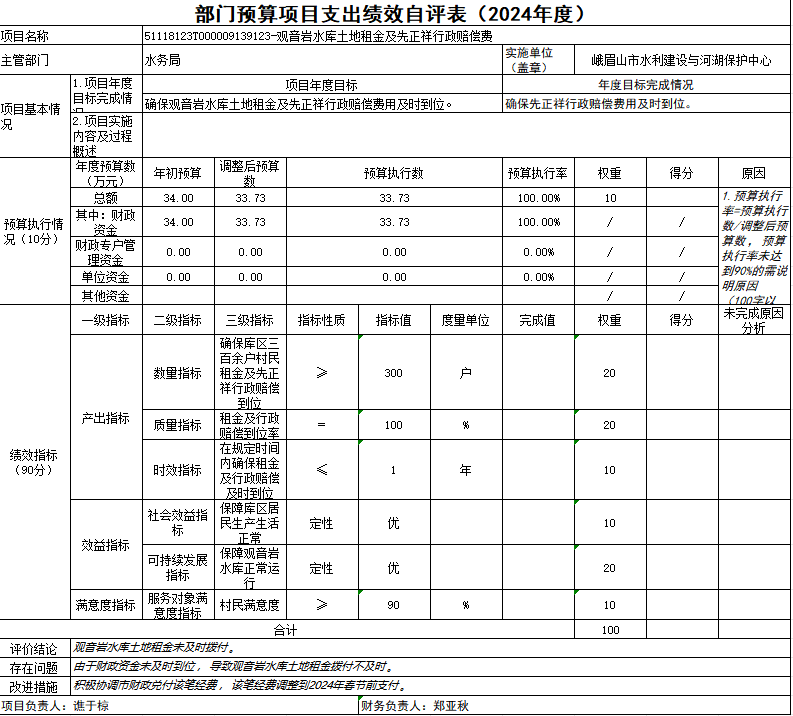 部门预算项目支出绩效自评表（2024年度）
项目名称 51118123T000009139123-观音岩水库土地租金及先正祥行政赔偿费
主管部门 水务局 实施单位（盖章） 峨眉山市水利建设与河湖保护中心
项目基本情况 1.项目年度目标完成情 项目年度目标 年度目标完成情况
确保观音岩水库土地租金及先正祥行政赔偿费用及时到位。 确保先正祥行政赔偿费用及时到位。
2.项目实施内容及过程概述
预算执行情况（10分） 年度预算数（万元） 年初预算 调整后预算数 预算执行数 预算执行率 权重 得分 原因
总额 34.00 33.73 33.73 100.00% 10
其中：财政资金 34.00 33.73 33.73 100.00% / /
财政专户管理资金 0.00 0.00 0.00 0.00% / /
单位资金 0.00 0.00 0.00 0.00% / /
其他资金 / /
1.预算执行率=预算执行数/调整后预算数，预算执行率未达到90%的需说明原因（100字以
绩效指标（90分） 一级指标 二级指标 三级指标 指标性质 指标值 度量单位 完成值 权重 得分 未完成原因分析
产出指标 数量指标 确保库区三百余户村民租金及先正祥行政赔偿到位 ≥ 300 户 20
质量指标 租金及行政赔偿到位率 = 100 % 20
时效指标 在规定时间内确保租金及行政赔偿及时到位 ≤ 1 年 10
效益指标 社会效益指标 保障库区居民生产生活正常 定性 优 10
可持续发展指标 保障观音岩水库正常运行 定性 优 20
满意度指标 服务对象满意度指标 村民满意度 ≥ 90 % 10
合计 100
评价结论 观音岩水库土地租金未及时拨付。
存在问题 由于财政资金未及时到位，导致观音岩水库土地租金拨付不及时。
改进措施 积极协调市财政兑付该笔经费，该笔经费调整到2024年春节前支付。
项目负责人：谯于椋 财务负责人：郑亚秋